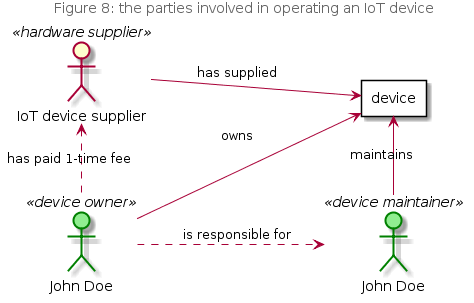 Figure 8: the parties involved in operating an IoT device
«hardware supplier»
has supplied
device
IoT device supplier
owns
has paid 1-time fee
maintains
«device owner»
«device maintainer»
is responsible for
John Doe
John Doe